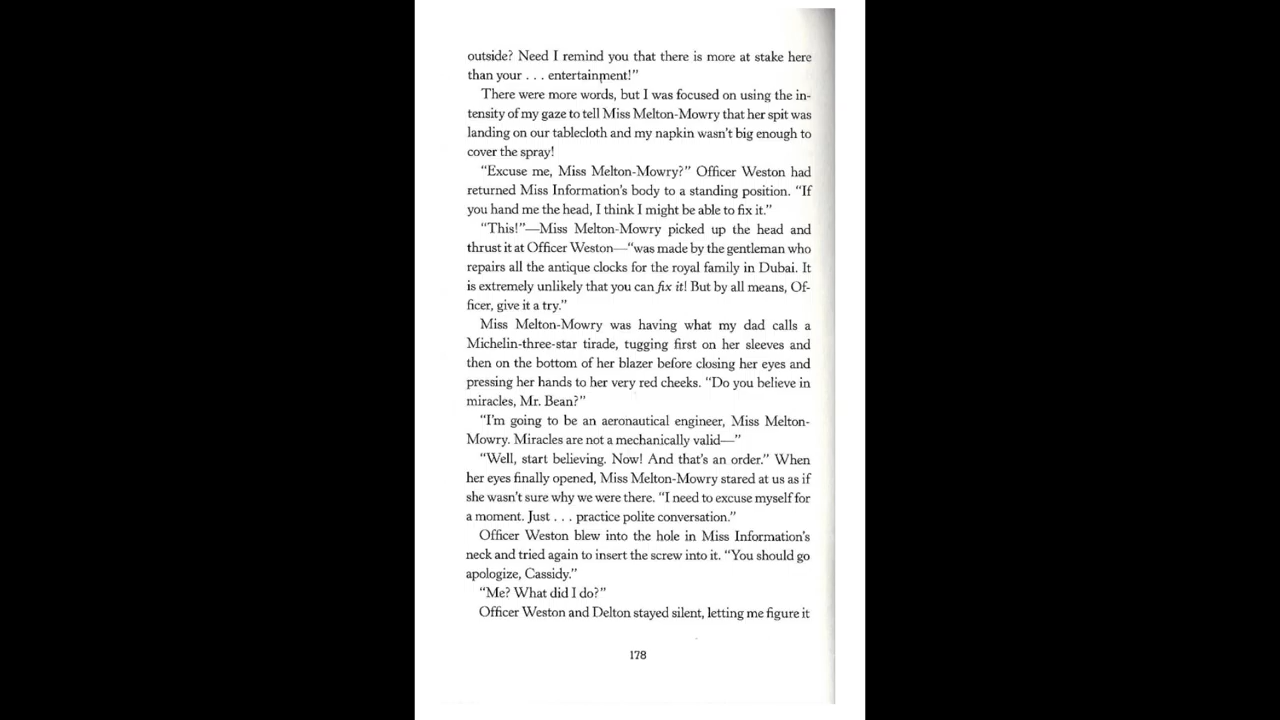 outside? Need I remind you that there is more at stake here
than your . . . entertainment!”
There were more words, but I was focused on using the in-
tensity of my gaze to tell Miss Melton-Mowry that her spit was
landing on our tablecloth and my napkin wasn’t big enough to
cover the spray!
“Excuse me, Miss Melton-Mowry?” Officer Weston had
returned Miss Information’s body to a standing position. “If
you hand me the head, I think I might be able to fix it.”
“This!”—Miss Melton-Mowry picked up the head and
thrust it at Officer Weston—“was made by the gentleman who
repairs all the antique clocks for the royal family in Dubai. It
is extremely unlikely that you can fix it! But by all means, Of-
ficer, give it a try.”
Miss Melton-Mowry was having what my dad calls a
Michelin-three-star tirade, tugging first on her sleeves and
then on the bottom of her blazer before closing her eyes and
pressing her hands to her very red cheeks. “Do you believe in
miracles, Mr. Bean?”
“I’m going to be an aeronautical engineer, Miss Melton-
Mowry. Miracles are not a mechanically valid—”
“Well, start believing. Now! And that’s an order.” When
her eyes finally opened, Miss Melton-Mowry stared at us as if
she wasn’t sure why we were there. “I need to excuse myself for
a moment. Just . . . practice polite conversation.”
Officer Weston blew into the hole in Miss Information’s
neck and tried again to insert the screw into it. “You should go
apologize, Cassidy.”
“Me? What did I do?”
Officer Weston and Delton stayed silent, letting me figure it
178